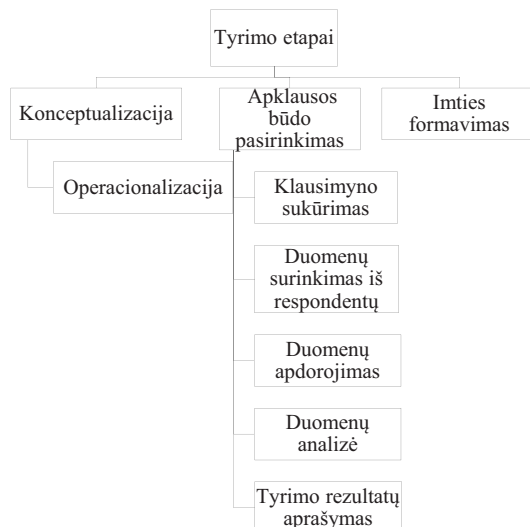 Tyrimo etapai
Konceptualizacija
Operacionalizacija
Apklausos
būdo
pasirinkimas
Klausimyno
sukūrimas
Duomenų
surinkimas iš
respondentų
Duomenų
apdorojimas
Duomenų
analizė
Tyrimo rezultatų
aprašymas
Imties
formavimas